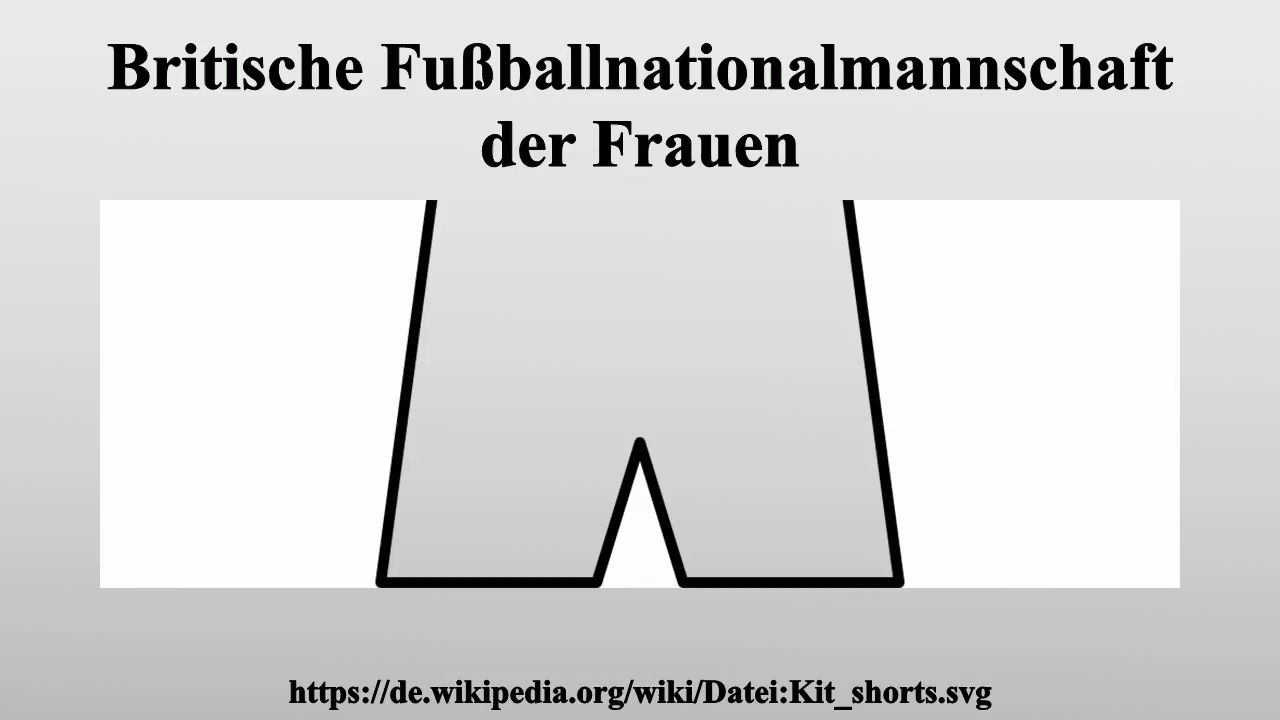 Britische Fußballnationalmannschaft
der Frauen
https://de.wikipedia.org/wiki/Datei:Kit_shorts.svg